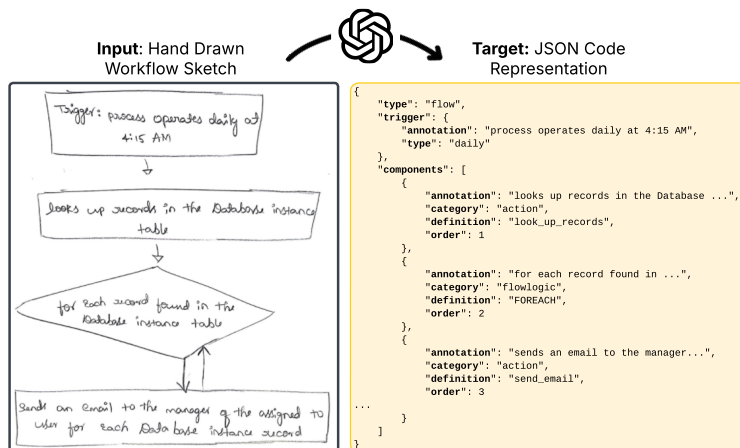 Input: Hand Drawn
Workflow Sketch
Target: JSON Code
Representation
Trigger: process operates daily at
4:15 AM
looks up records in the Database instance
table
for each record found in the
Database instance table
Sends an email to the manager of the assigned to
user for each Database instance record
{
    "type": "flow",
    "trigger": {
        "annotation": "process operates daily at 4:15 AM",
        "type": "daily"
    },
    "components": [
        {
            "annotation": "looks up records in the Database ...",
            "category": "action",
            "definition": "look_up_records",
            "order": 1
        },
        {
            "annotation": "for each record found in ...",
            "category": "flowlogic",
            "definition": "FOREACH",
            "order": 2
        },
        {
            "annotation": "sends an email to the manager...",
            "category": "action",
            "definition": "send_email",
            "order": 3
...
        }
    ]
}